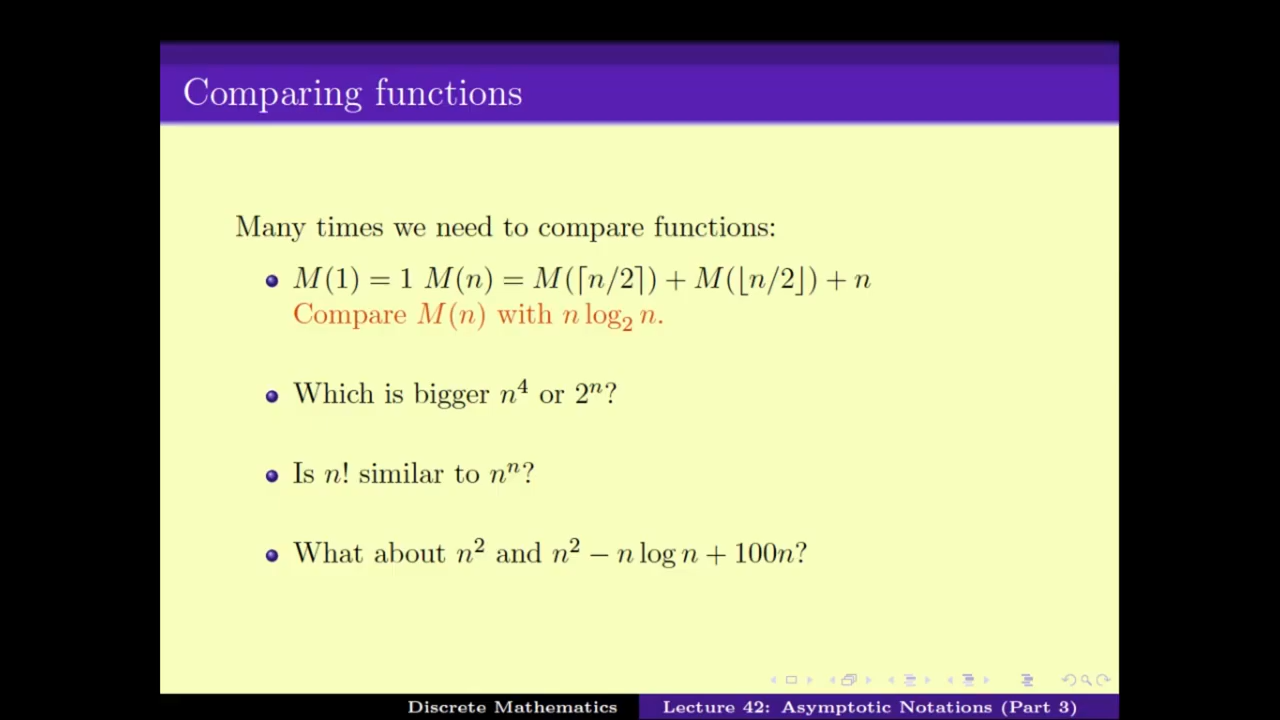 Comparing functions
Many times we need to compare functions:
M(1) = 1 M(n) = M(⌈n/2⌉) + M(⌊n/2⌋) + n
Compare M(n) with n log₂ n.
Which is bigger n⁴ or 2ⁿ?
Is n! similar to nⁿ?
What about n² and n² − n log n + 100n?
Discrete Mathematics
Lecture 42: Asymptotic Notations (Part 3)